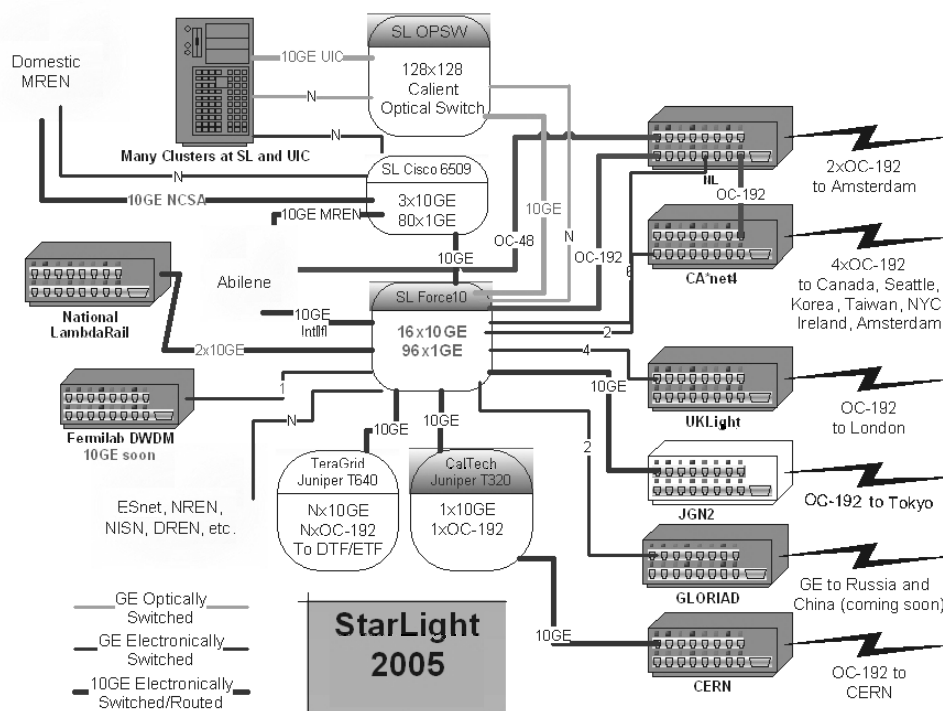 Domestic
MREN
10GE UIC
N
N
Many Clusters at SL and UIC
SL OPSW
128x128
Calient
Optical Switch
N
10GE NCSA
10GE MREN
SL Cisco 6509
3x10GE
80x1GE
10GE
OC-48
10GE
N
OC-192
6
NL
OC-192
2xOC-192
to Amsterdam
CA*net4
4xOC-192
to Canada, Seattle,
Korea, Taiwan, NYC
Ireland, Amsterdam
Abilene
National
LambdaRail
2x10GE
10GE
SL Force10
16x10GE
96x1GE
2
4
10GE
2
UKLight
OC-192
to London
Fermilab DWDM
10GE soon
1
N
10GE
10GE
ESnet, NREN,
NISN, DREN, etc.
TeraGrid
Juniper T640
Nx10GE
NxOC-192
To DTF/ETF
CalTech
Juniper T320
1x10GE
1xOC-192
JGN2
OC-192 to Tokyo
GLORIAD
GE to Russia and
China (coming soon)
10GE
CERN
OC-192 to
CERN
GE Optically
Switched
GE Electronically
Switched
10GE Electronically
Switched/Routed
StarLight
2005